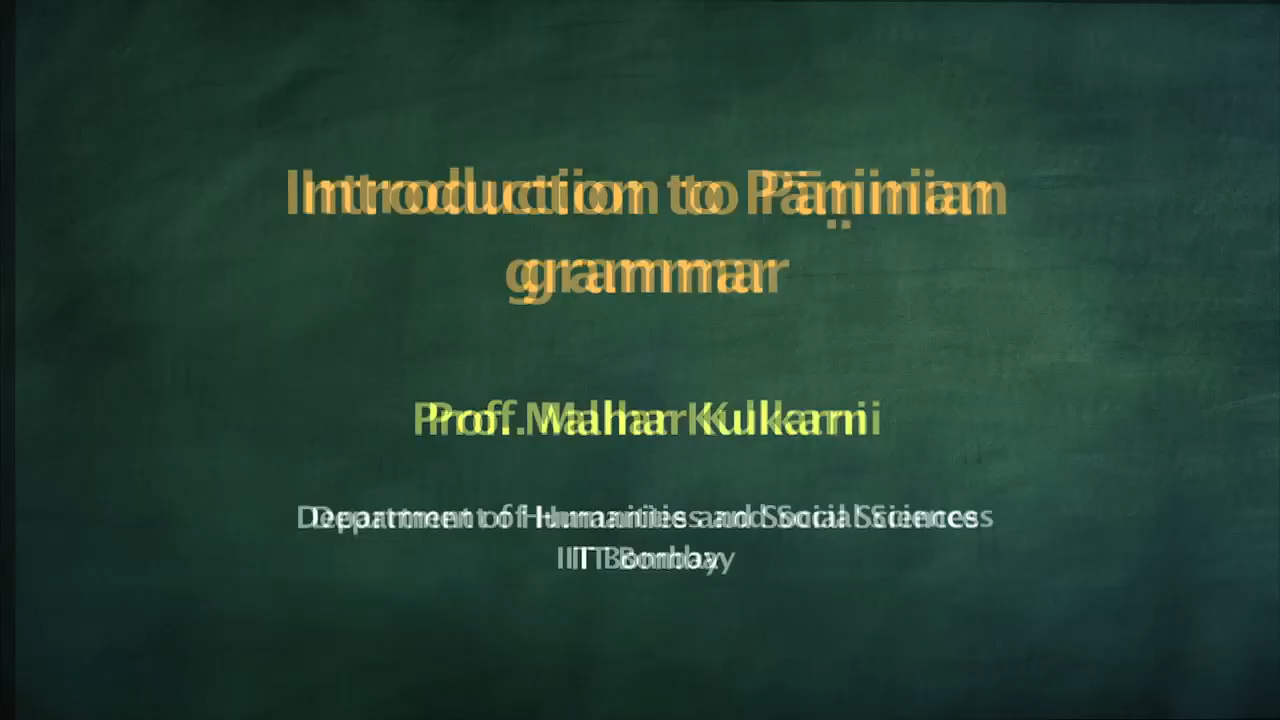 Introduction to Pāṇinian
grammar
Prof. Malhar Kulkarni
Department of Humanities and Social Sciences
IIT Bombay